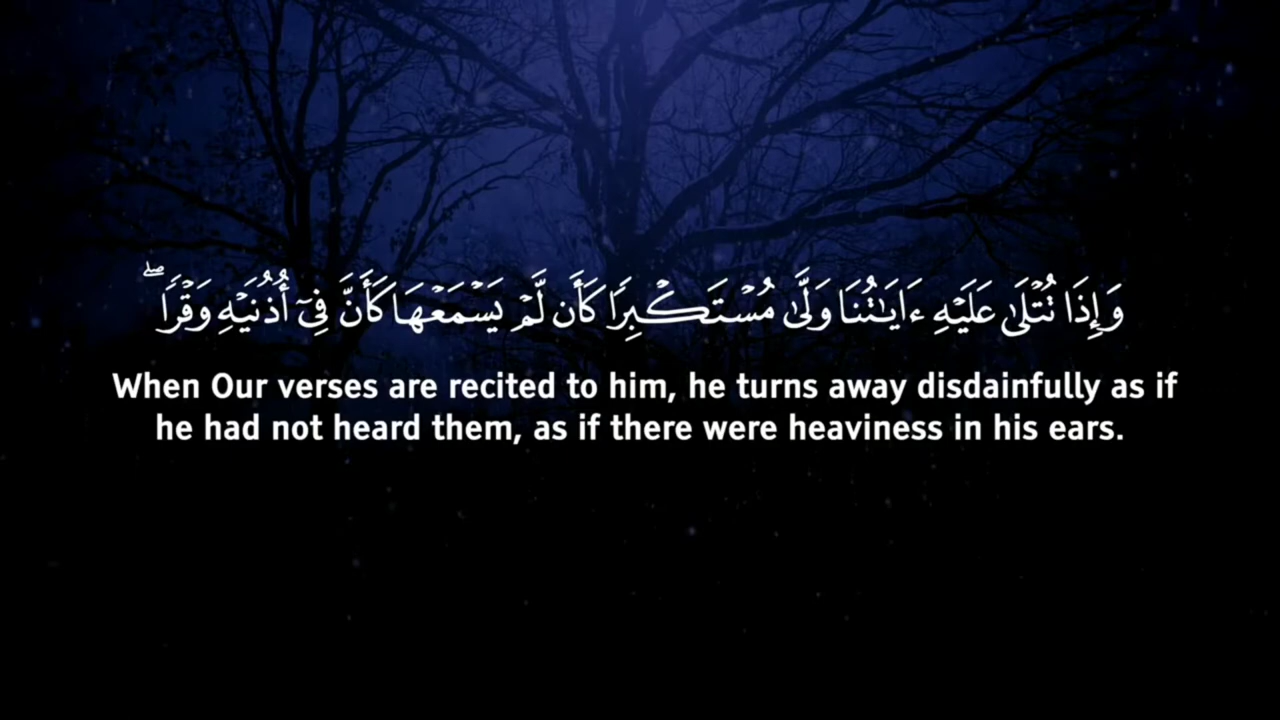 وَإِذَا تُتْلَىٰ عَلَيْهِ ءَايَـٰتُنَا وَلَّىٰ مُسْتَكْبِرًا كَأَن لَّمْ يَسْمَعْهَا كَأَنَّ فِىٓ أُذُنَيْهِ وَقْرًا ۖ
When Our verses are recited to him, he turns away disdainfully as if
he had not heard them, as if there were heaviness in his ears.